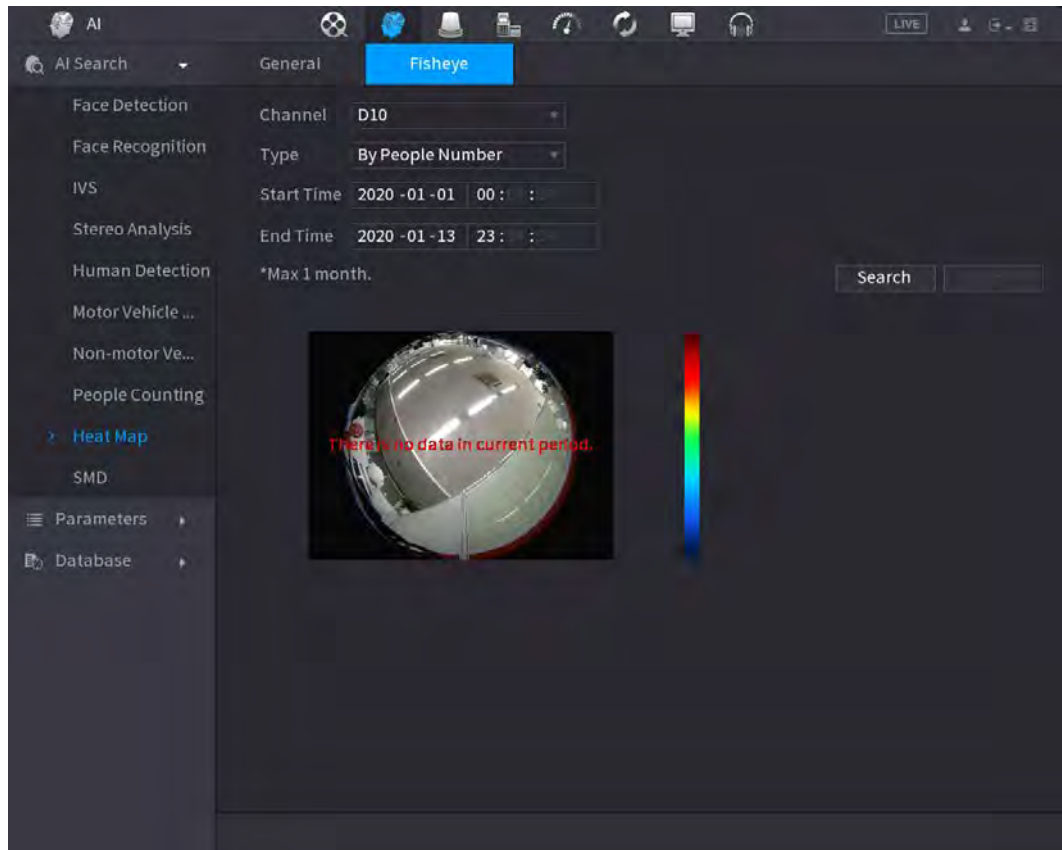 AI
LIVE
AI Search
General
Fisheye
Face Detection
Face Recognition
IVS
Stereo Analysis
Human Detection
Motor Vehicle ...
Non-motor Ve...
People Counting
Heat Map
SMD
Parameters
Database
Channel D10
Type By People Number
Start Time 2020 -01 -01 00 : :
End Time 2020 -01 -13 23 : :
*Max 1 month.
Search
There is no data in current period.